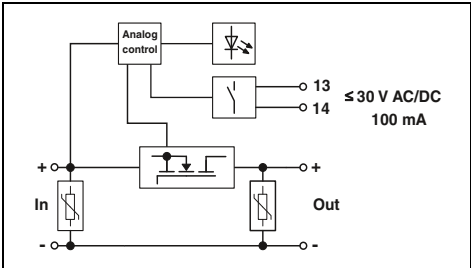 Analog
control
13
14
≤ 30 V AC/DC
100 mA
+ +
In Out
- -